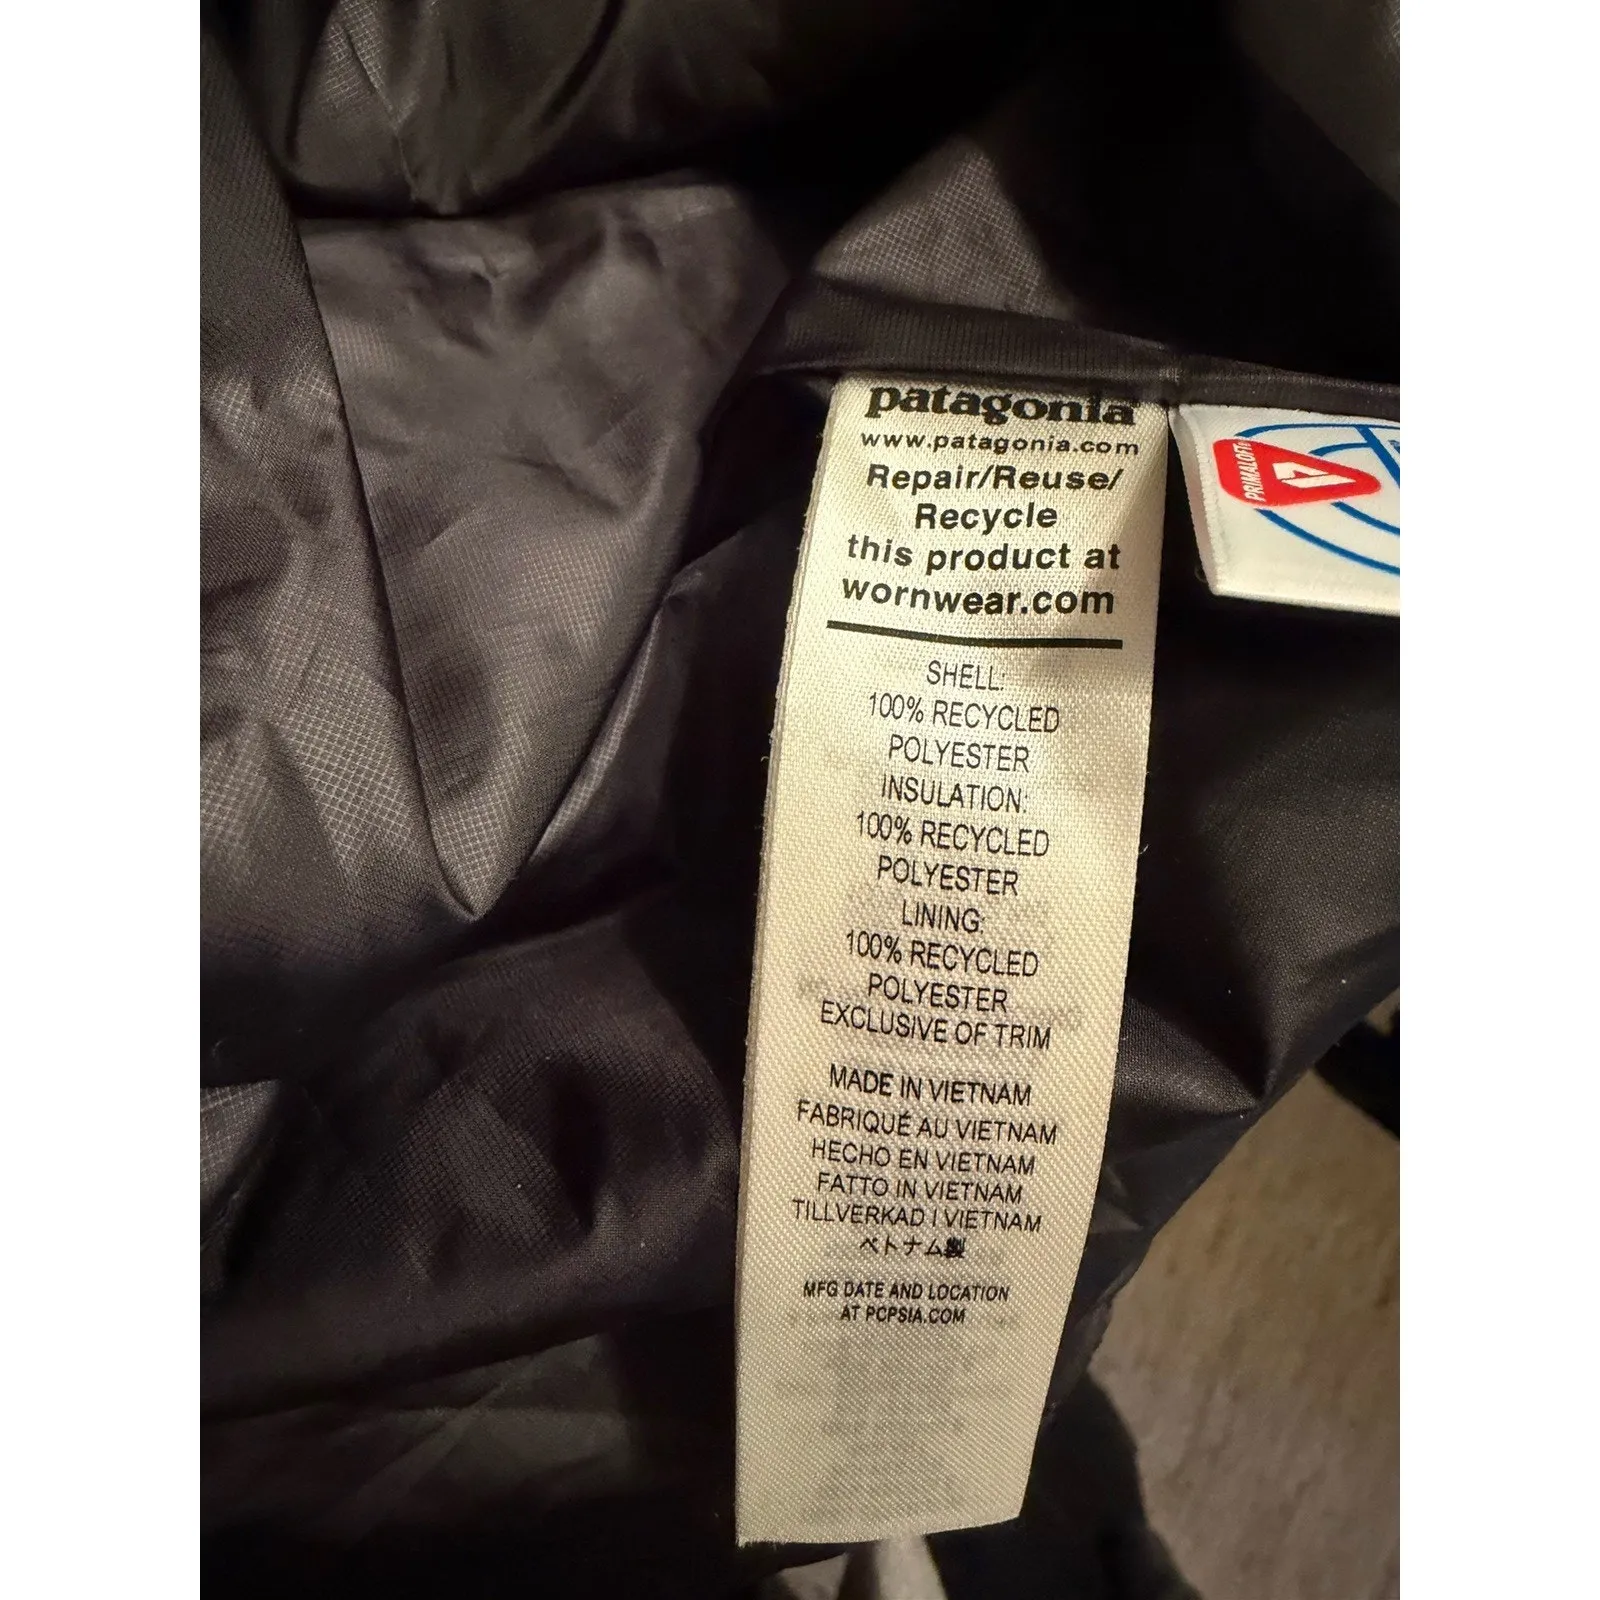 patagonia
www.patagonia.com
Repair/Reuse/
Recycle
this product at
wornwear.com
SHELL:
100% RECYCLED
POLYESTER
INSULATION:
100% RECYCLED
POLYESTER
LINING:
100% RECYCLED
POLYESTER
EXCLUSIVE OF TRIM
MADE IN VIETNAM
FABRIQUÉ AU VIETNAM
HECHO EN VIETNAM
FATTO IN VIETNAM
TILLVERKAD I VIETNAM
ベトナム製
MFG DATE AND LOCATION
AT PCPSIA.COM
PRIMALOFT®